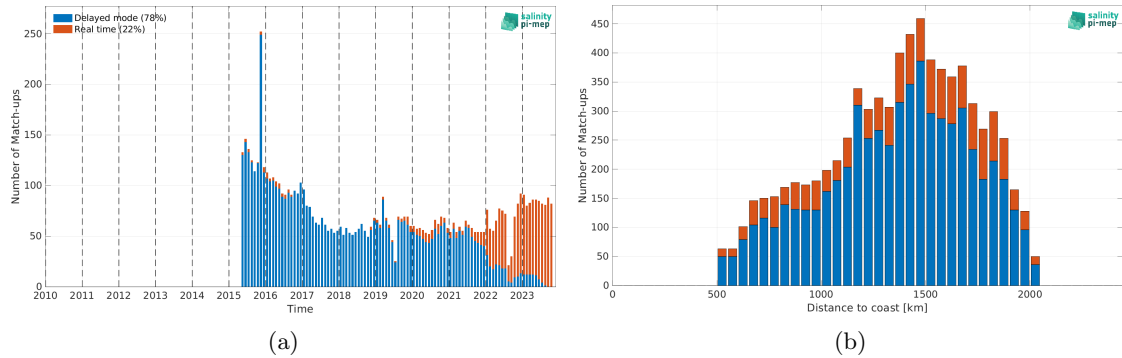 Delayed mode (78%)
Real time (22%)
salinity
pi-mep
250
200
150
100
50
0
Number of Match-ups
2010 2011 2012 2013 2014 2015 2016 2017 2018 2019 2020 2021 2022 2023
Time
(a)
salinity
pi-mep
450
400
350
300
250
200
150
100
50
0
Number of Match-ups
0 500 1000 1500 2000
Distance to coast [km]
(b)